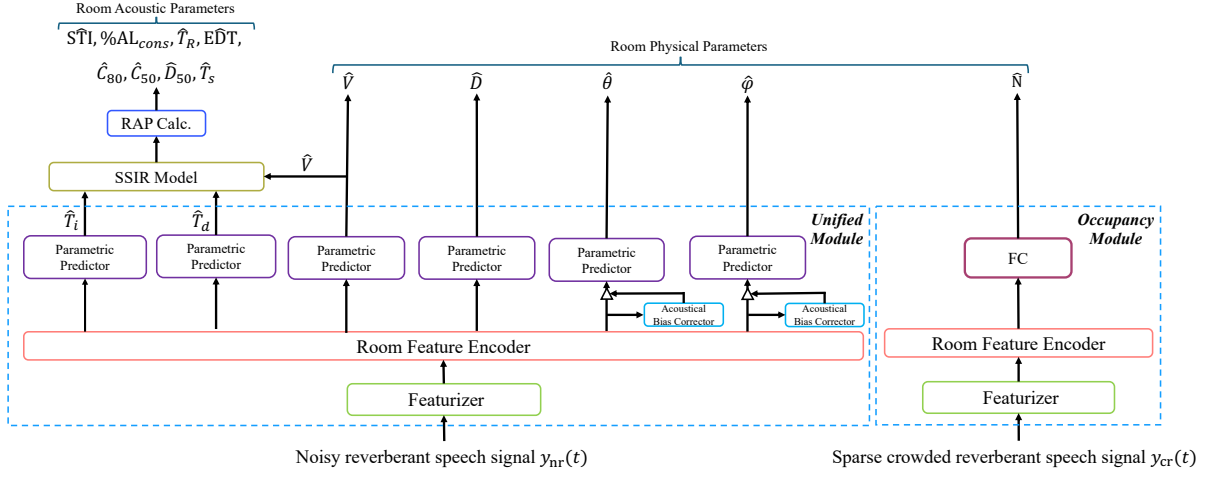 Room Acoustic Parameters
ST̂I, %AL_cons, T̂_R, ED̂T,
Ĉ_80, Ĉ_50, D̂_50, T̂_s
Room Physical Parameters
V̂
D̂
θ̂
φ̂
N̂
RAP Calc.
V̂
SSIR Model
T̂_i
T̂_d
Unified
Module
Occupancy
Module
Parametric
Predictor
Parametric
Predictor
Parametric
Predictor
Parametric
Predictor
Parametric
Predictor
Parametric
Predictor
FC
Acoustical
Bias Corrector
Acoustical
Bias Corrector
Room Feature Encoder
Room Feature Encoder
Featurizer
Featurizer
Noisy reverberant speech signal y_nr(t)
Sparse crowded reverberant speech signal y_cr(t)